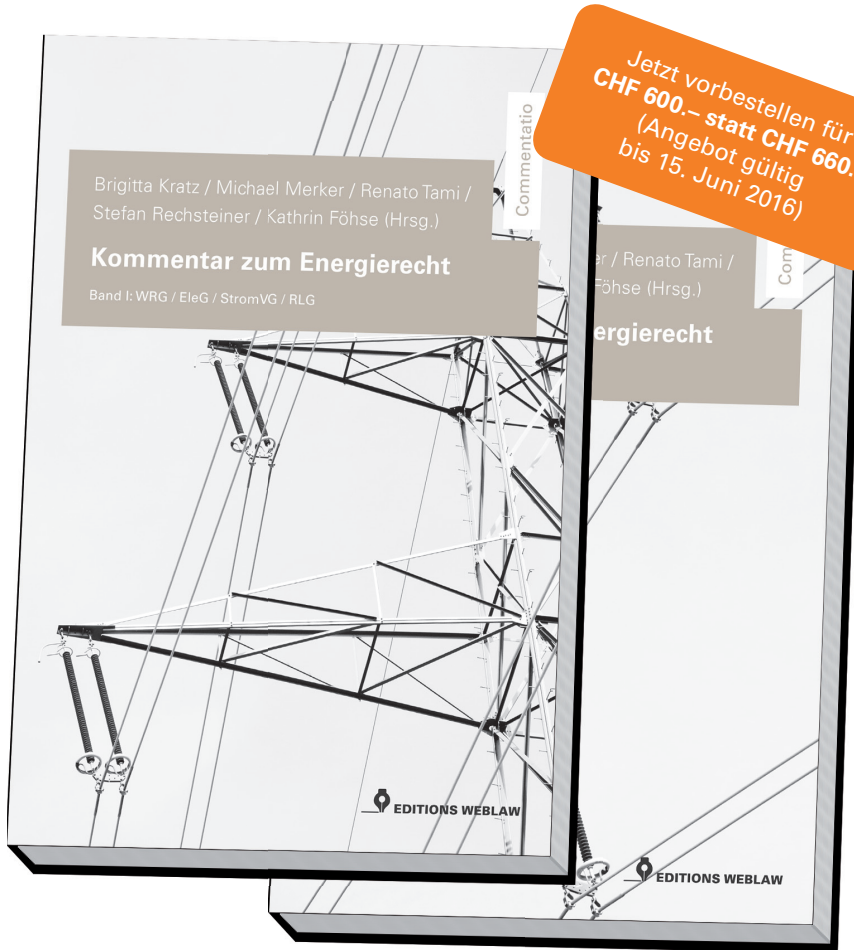 Jetzt vorbestellen für
CHF 600.– statt CHF 660.
(Angebot gültig
bis 15. Juni 2016)
Commentatio
Brigitta Kratz / Michael Merker / Renato Tami /
Stefan Rechsteiner / Kathrin Föhse (Hrsg.)
Kommentar zum Energierecht
Band I: WRG / EleG / StromVG / RLG
EDITIONS WEBLAW
Com
er / Renato Tami /
Föhse (Hrsg.)
ergierecht
EDITIONS WEBLAW